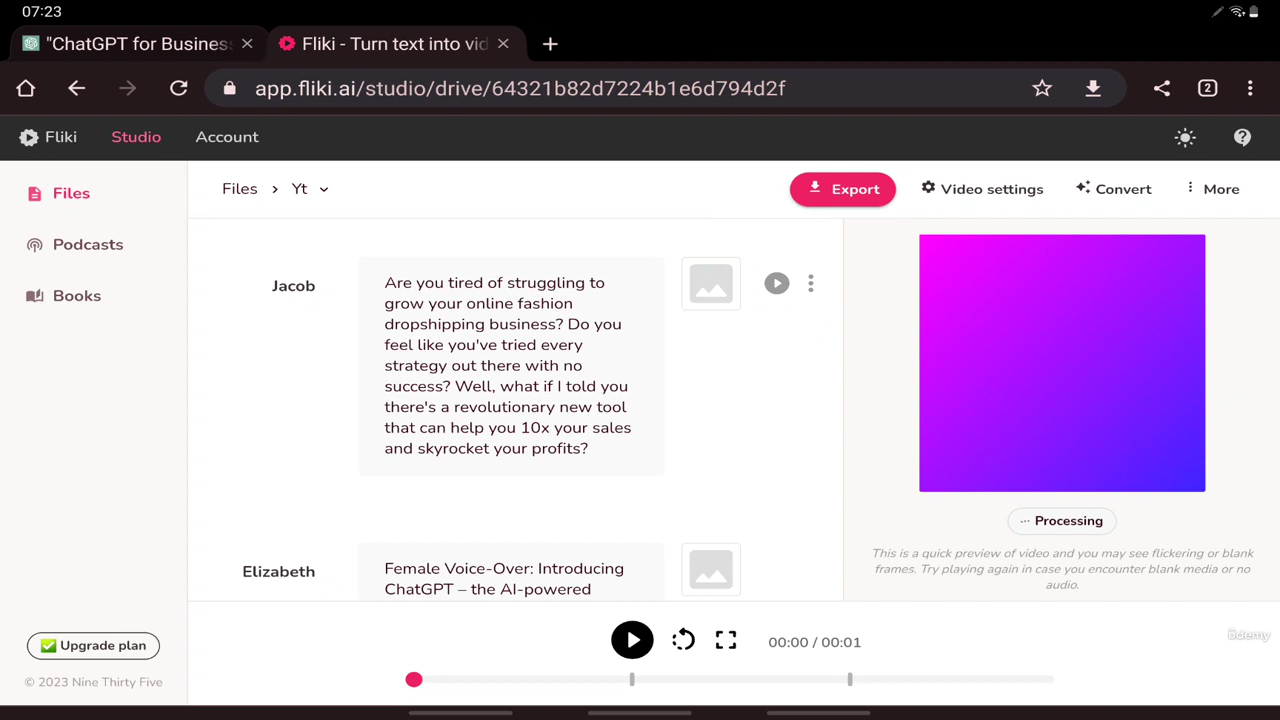 07:23
"ChatGPT for Busines
Fliki - Turn text into vid
app.fliki.ai/studio/drive/64321b82d7224b1e6d794d2f
2
Fliki
Studio
Account
Files
Podcasts
Books
Files > Yt
Export
Video settings
Convert
More
Jacob
Are you tired of struggling to
grow your online fashion
dropshipping business? Do you
feel like you've tried every
strategy out there with no
success? Well, what if I told you
there's a revolutionary new tool
that can help you 10x your sales
and skyrocket your profits?
Elizabeth
Female Voice-Over: Introducing
ChatGPT – the AI-powered
··· Processing
This is a quick preview of video and you may see flickering or blank
frames. Try playing again in case you encounter blank media or no
audio.
Upgrade plan
© 2023 Nine Thirty Five
00:00 / 00:01
Udemy